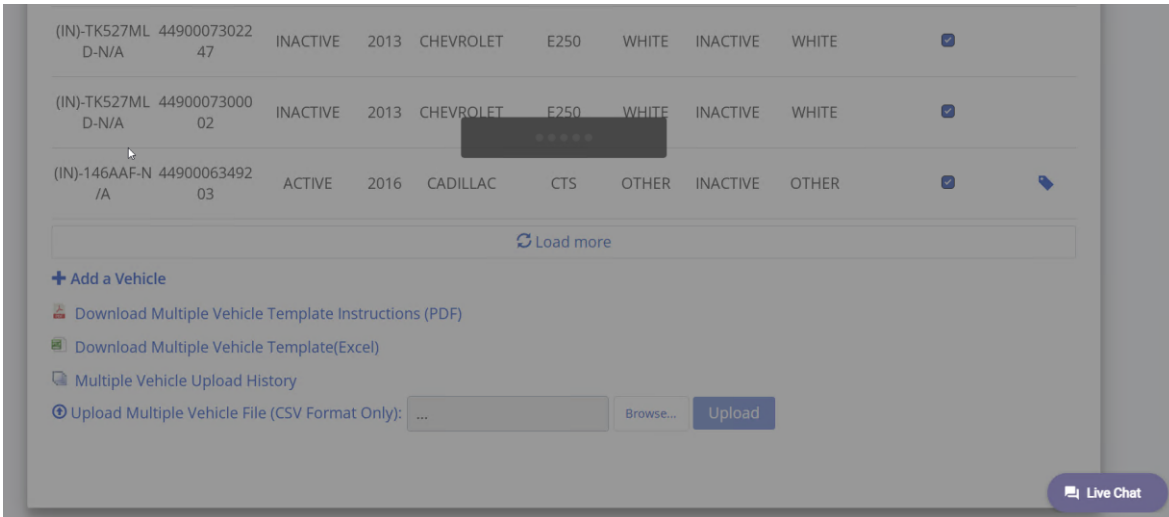 (IN)-TK527ML 44900073022
D-N/A 47 INACTIVE 2013 CHEVROLET E250 WHITE INACTIVE WHITE
(IN)-TK527ML 44900073000
D-N/A 02 INACTIVE 2013 CHEVROLET E250 WHITE INACTIVE WHITE
(IN)-146AAF-N 44900063492
/A 03 ACTIVE 2016 CADILLAC CTS OTHER INACTIVE OTHER
Load more
Add a Vehicle
Download Multiple Vehicle Template Instructions (PDF)
Download Multiple Vehicle Template(Excel)
Multiple Vehicle Upload History
Upload Multiple Vehicle File (CSV Format Only): ... Browse... Upload
Live Chat